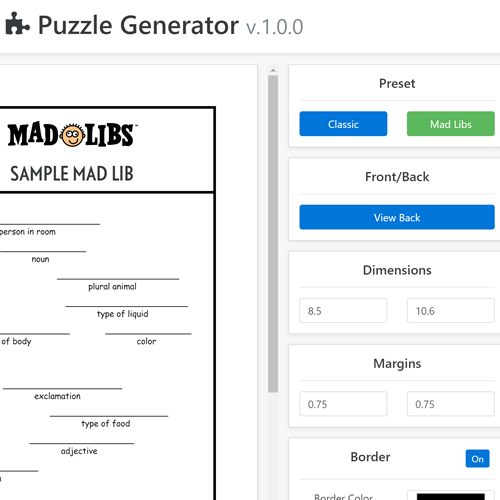 Puzzle Generator v.1.0.0
MAD LIBS™
SAMPLE MAD LIB
person in room
noun
plural animal
type of liquid
of body
color
exclamation
type of food
adjective
Preset
Classic
Mad Libs
Front/Back
View Back
Dimensions
8.5
10.6
Margins
0.75
0.75
Border
On
Border Color